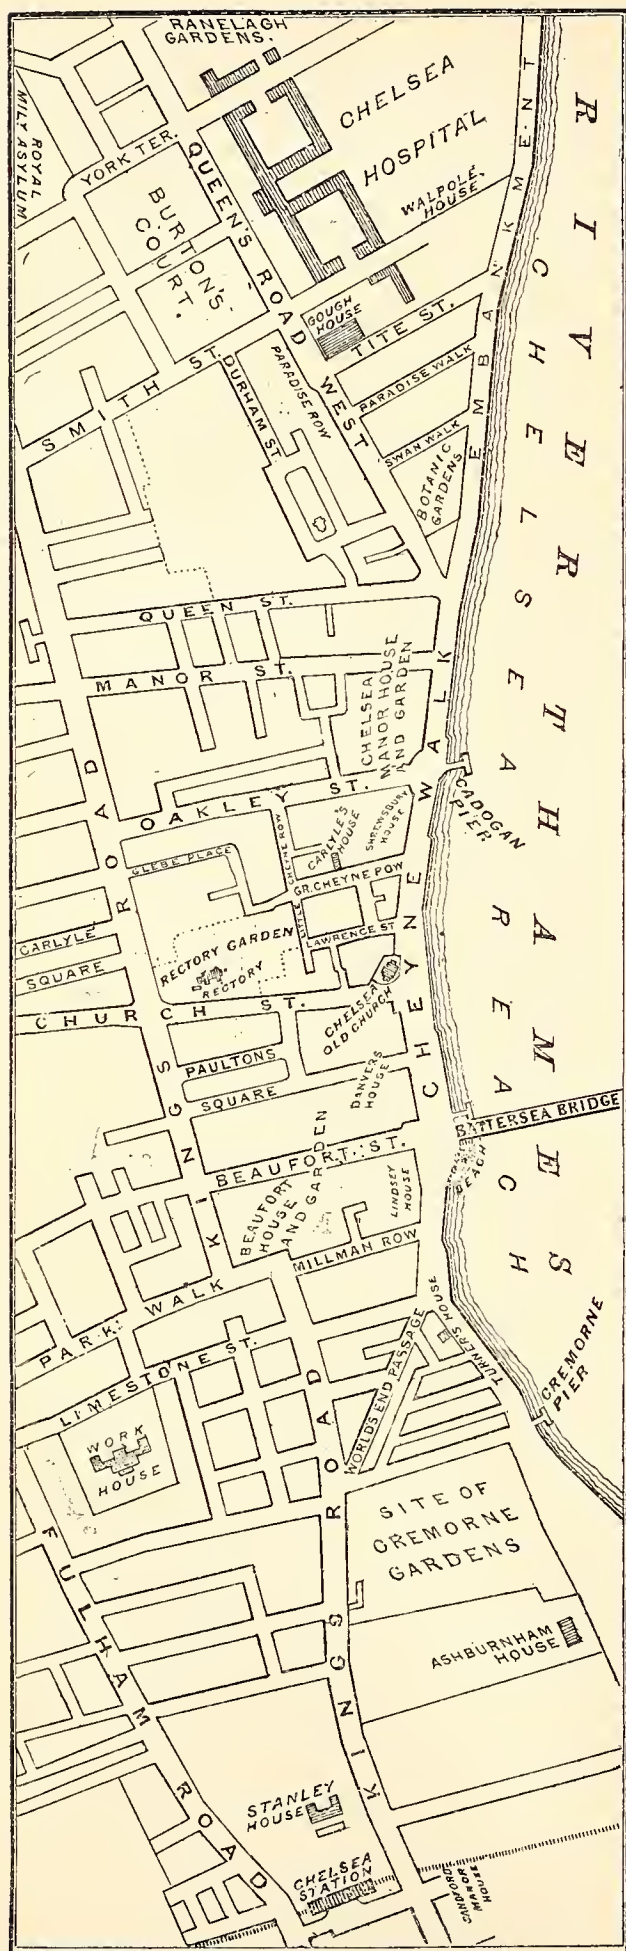 RANELAGH
GARDENS.
CHELSEA
HOSPITAL
WALPOLE
HOUSE.
ROYAL
MILY. ASYLUM
YORK TER.
BURTON'S
COURT.
QUEEN'S ROAD WEST
GOUGH
HOUSE
TITE ST.
PARADISE WALK
SWAN WALK
BOTANIC
GARDENS
EMBANKMENT
RIVER THAMES
CHELSEA REACH
SMITH ST.
DURHAM ST.
PARADISE ROW
QUEEN ST.
MANOR ST.
CHELSEA
MANOR HOUSE
AND GARDEN
CHEYNE WALK
CADOGAN
PIER
OAKLEY ST.
CHEYNE ROW
CARLYLE'S
HOUSE
SHREWSBURY
HOUSE
GLEBE PLACE
GR. CHEYNE ROW
LITTLE
LAWRENCE ST
CARLYLE
SQUARE
RECTORY GARDEN
RECTORY
CHURCH ST.
CHELSEA
OLD CHURCH
PAULTONS
SQUARE
DANVERS
HOUSE
BATTERSEA BRIDGE
BEACH
BEAUFORT ST.
BEAUFORT
HOUSE
AND GARDEN
LINDSEY
HOUSE
MILLMAN ROW
KINGS ROAD
PARK WALK
LIMESTONE ST.
WORLDS END PASSAGE
TURNER'S HOUSE
CREMORNE
PIER
WORK
HOUSE
SITE OF
CREMORNE
GARDENS
ASHBURNHAM
HOUSE
FULHAM ROAD
KINGS ROAD
STANLEY
HOUSE
CHELSEA
STATION
SANDFORD
MANOR
HOUSE